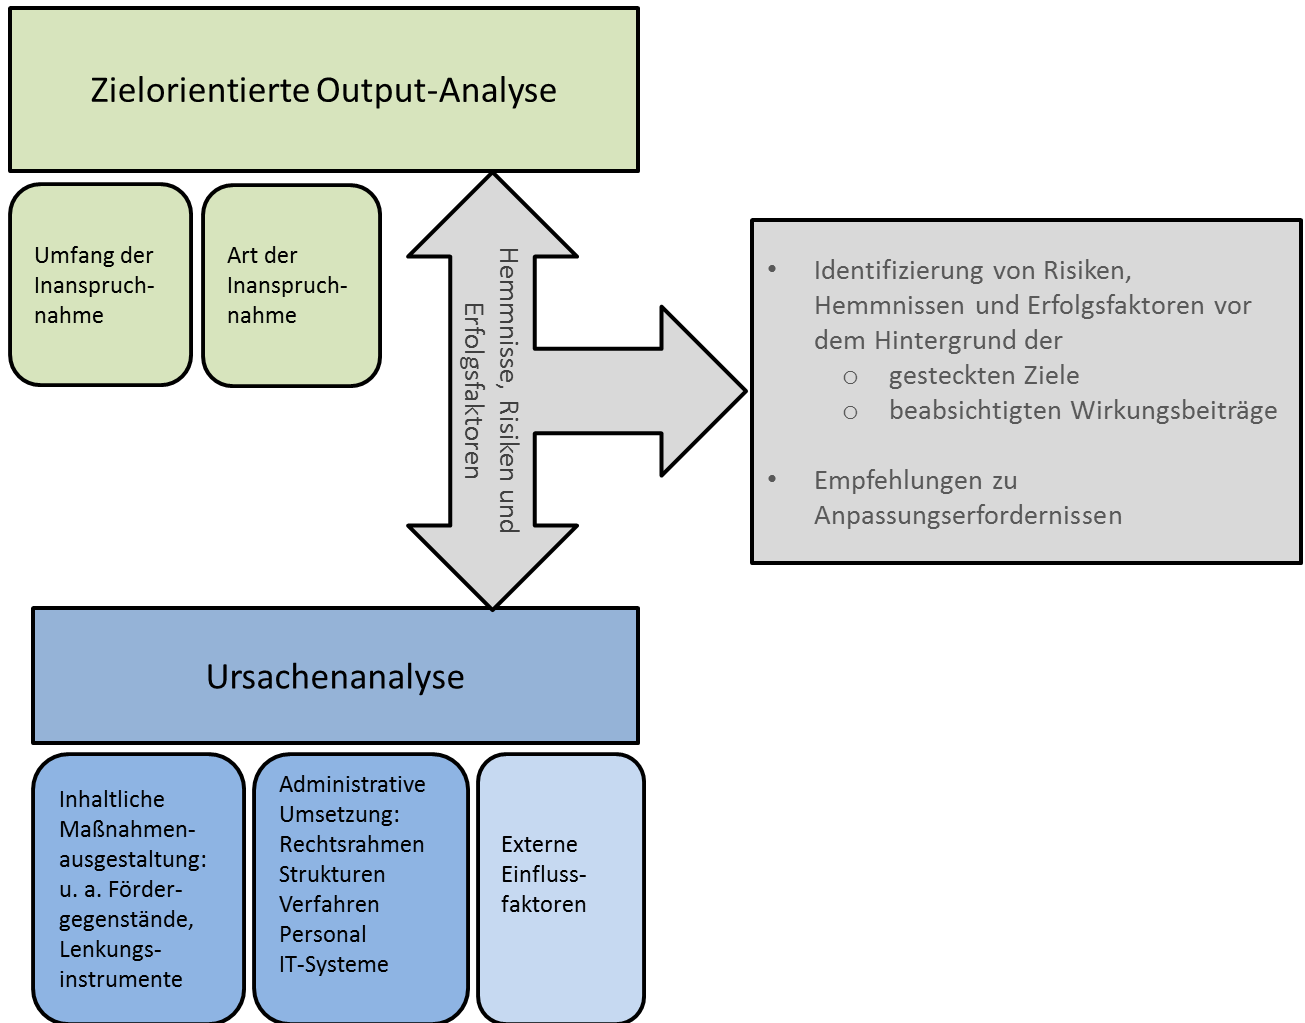 Zielorientierte Output-Analyse
Umfang der
Inanspruch-
nahme
Art der
Inanspruch-
nahme
Hemmnisse, Risiken und
Erfolgsfaktoren
• Identifizierung von Risiken,
Hemmnissen und Erfolgsfaktoren vor
dem Hintergrund der
o gesteckten Ziele
o beabsichtigten Wirkungsbeiträge
• Empfehlungen zu
Anpassungserfordernissen
Ursachenanalyse
Inhaltliche
Maßnahmen-
ausgestaltung:
u. a. Förder-
gegenstände,
Lenkungs-
instrumente
Administrative
Umsetzung:
Rechtsrahmen
Strukturen
Verfahren
Personal
IT-Systeme
Externe
Einfluss-
faktoren